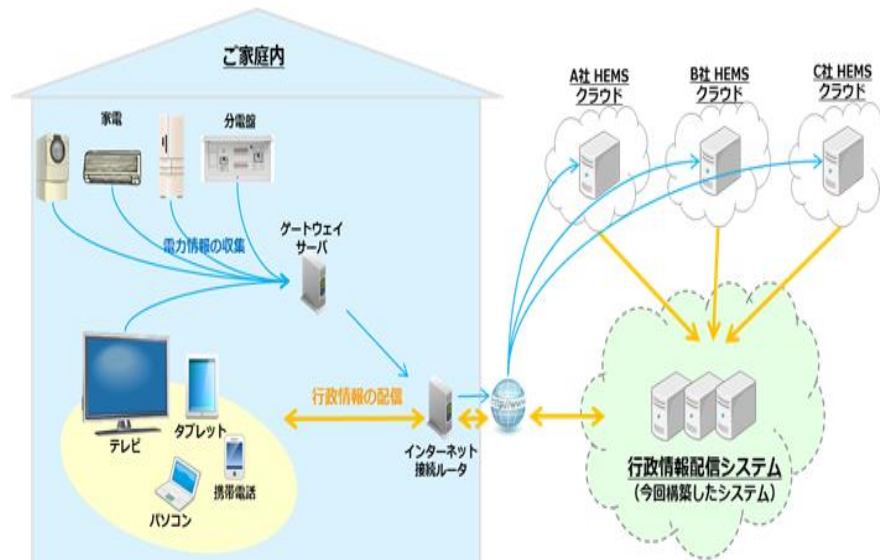 ご家庭内
家電
分電盤
電力情報の収集
ゲートウェイ
サーバ
テレビ
タブレット
パソコン
携帯電話
行政情報の配信
インターネット
接続ルータ
http://www
A社 HEMS
クラウド
B社 HEMS
クラウド
C社 HEMS
クラウド
行政情報配信システム
（今回構築したシステム）